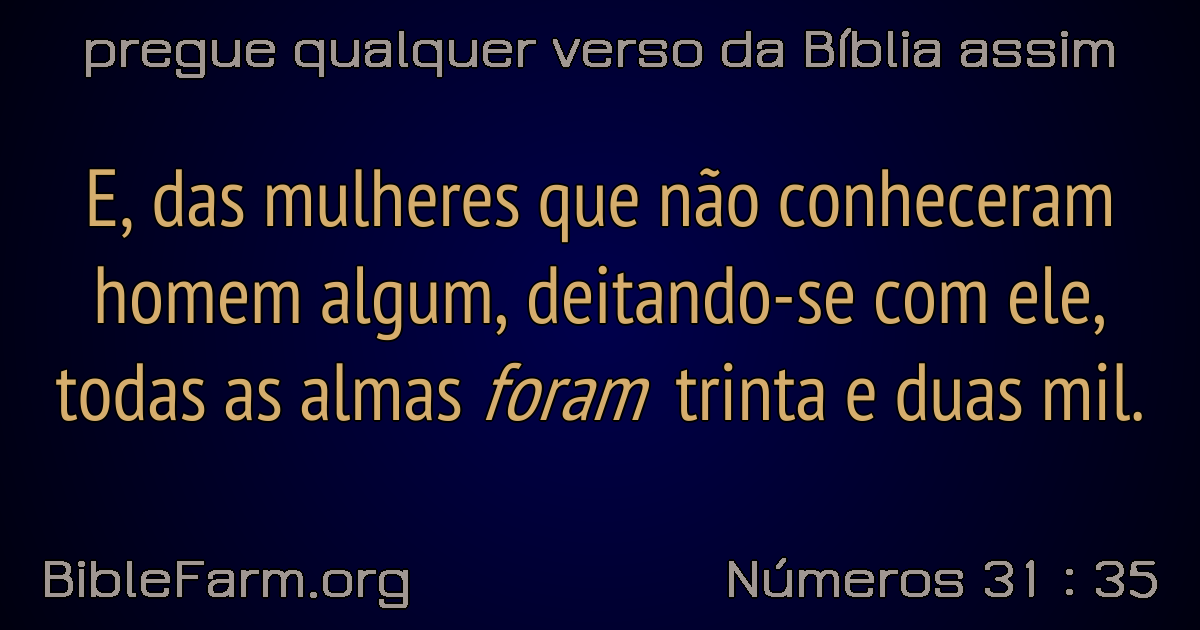 pregue qualquer verso da Bíblia assim
E, das mulheres que não conheceram
homem algum, deitando-se com ele,
todas as almas foram trinta e duas mil.
BibleFarm.org
Números 31 : 35